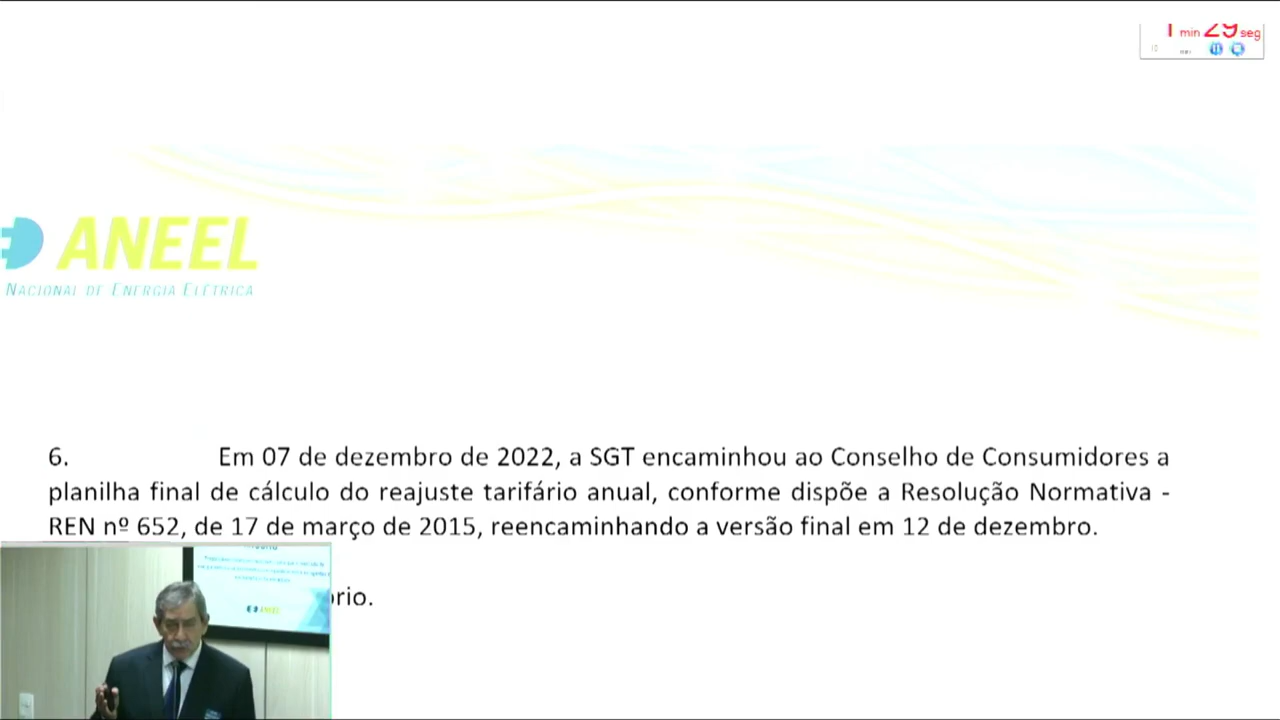 1 min 29 seg
ANEEL
NACIONAL DE ENERGIA ELÉTRICA
6. Em 07 de dezembro de 2022, a SGT encaminhou ao Conselho de Consumidores a
planilha final de cálculo do reajuste tarifário anual, conforme dispõe a Resolução Normativa -
REN nº 652, de 17 de março de 2015, reencaminhando a versão final em 12 de dezembro.
ório.
ANEEL